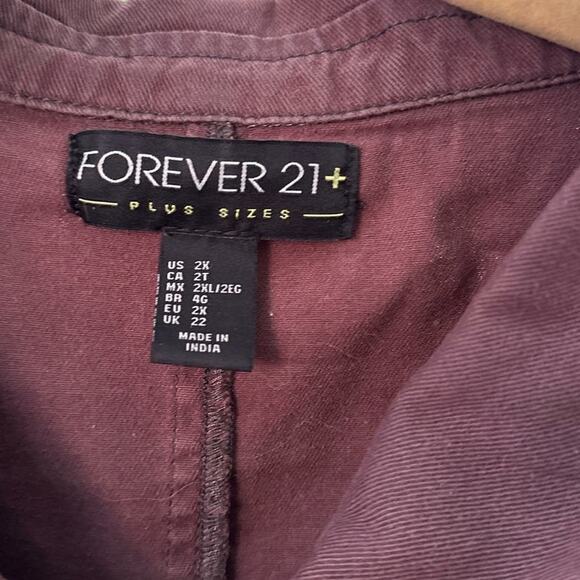 FOREVER 21+
PLUS SIZES
US 2X
CA 2T
MX 2XL/2EG
BR 4G
EU 2X
UK 22
MADE IN
INDIA